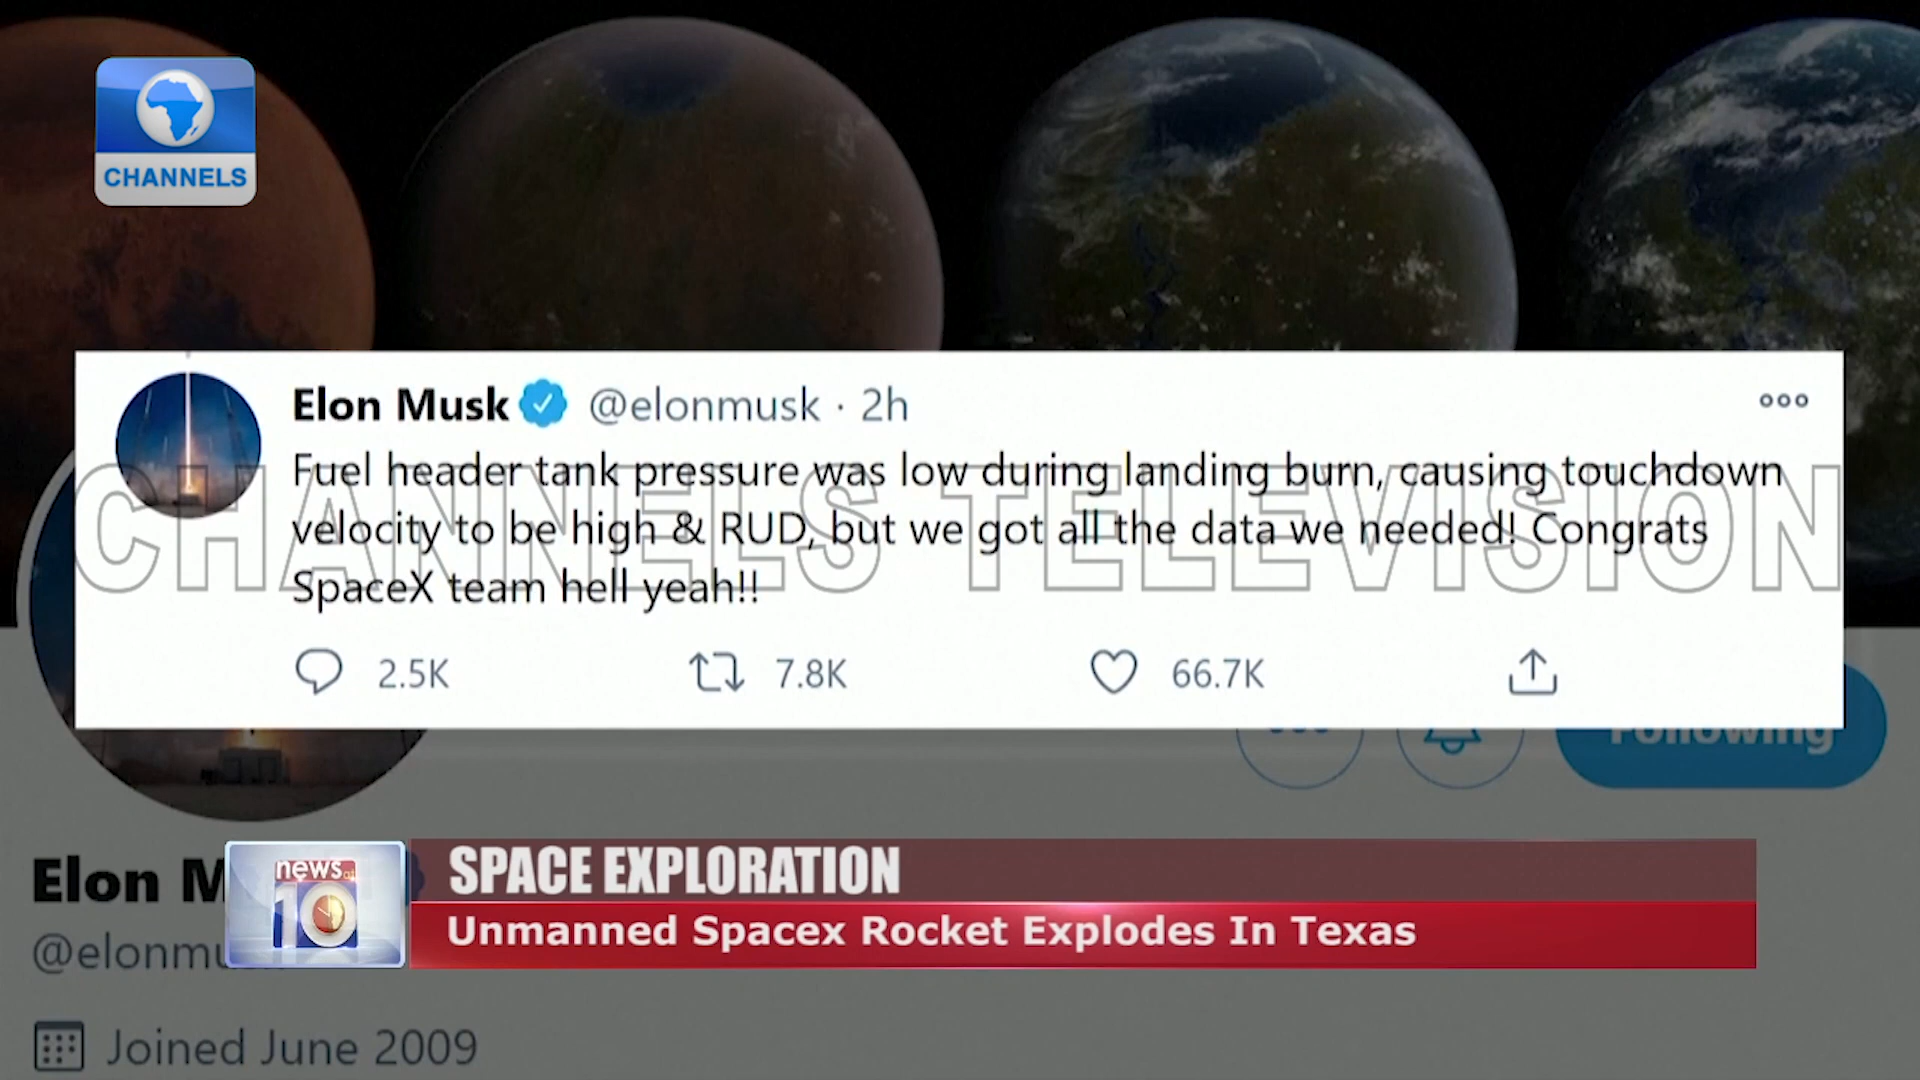 CHANNELS
Elon Musk @elonmusk · 2h
Fuel header tank pressure was low during landing burn, causing touchdown
velocity to be high & RUD, but we got all the data we needed! Congrats
SpaceX team hell yeah!!
CHANNELS TELEVISION
2.5K 7.8K 66.7K
Following
Elon M
@elonmu
news at
10
SPACE EXPLORATION
Unmanned Spacex Rocket Explodes In Texas
Joined June 2009